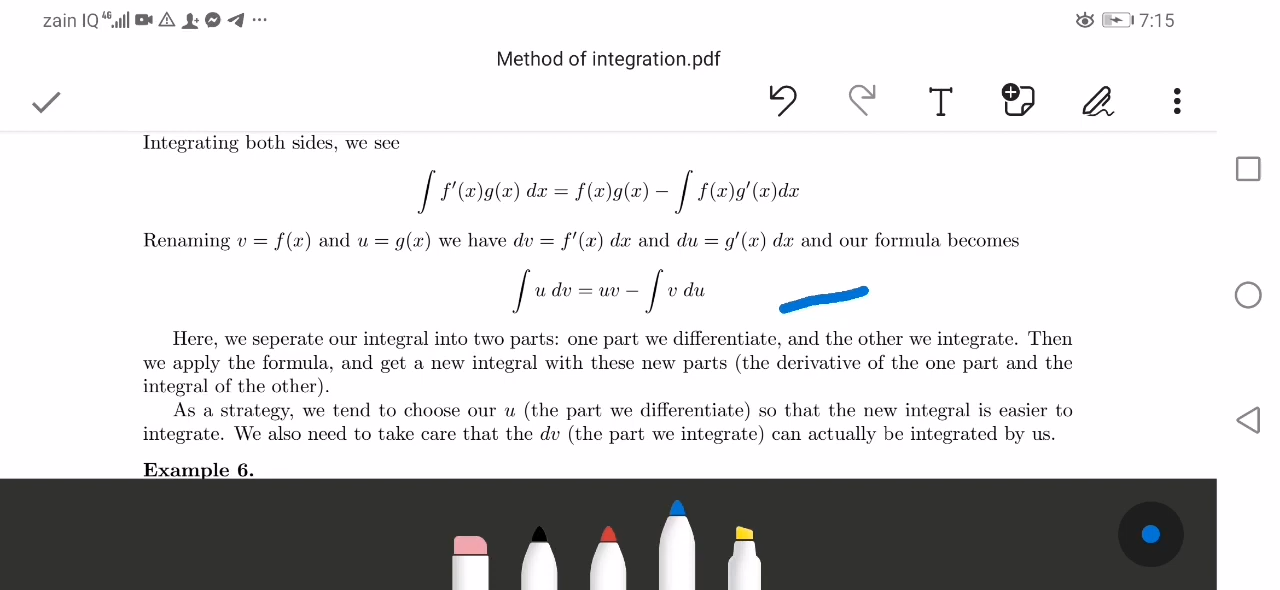 zain IQ 4G 7:15
Method of integration.pdf
T
Integrating both sides, we see
∫ f′(x)g(x) dx = f(x)g(x) − ∫ f(x)g′(x)dx
Renaming v = f(x) and u = g(x) we have dv = f′(x) dx and du = g′(x) dx and our formula becomes
∫ u dv = uv − ∫ v du
Here, we seperate our integral into two parts: one part we differentiate, and the other we integrate. Then
we apply the formula, and get a new integral with these new parts (the derivative of the one part and the
integral of the other).
As a strategy, we tend to choose our u (the part we differentiate) so that the new integral is easier to
integrate. We also need to take care that the dv (the part we integrate) can actually be integrated by us.
Example 6.